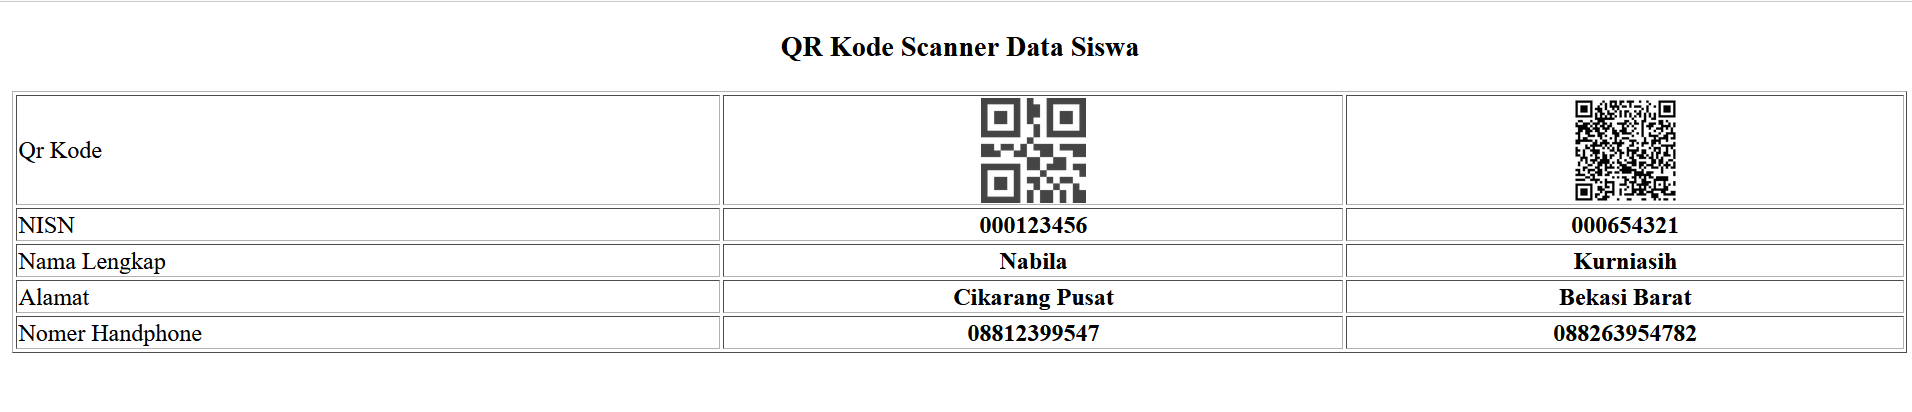 QR Kode Scanner Data Siswa
Qr Kode
NISN 000123456 000654321
Nama Lengkap Nabila Kurniasih
Alamat Cikarang Pusat Bekasi Barat
Nomer Handphone 08812399547 088263954782